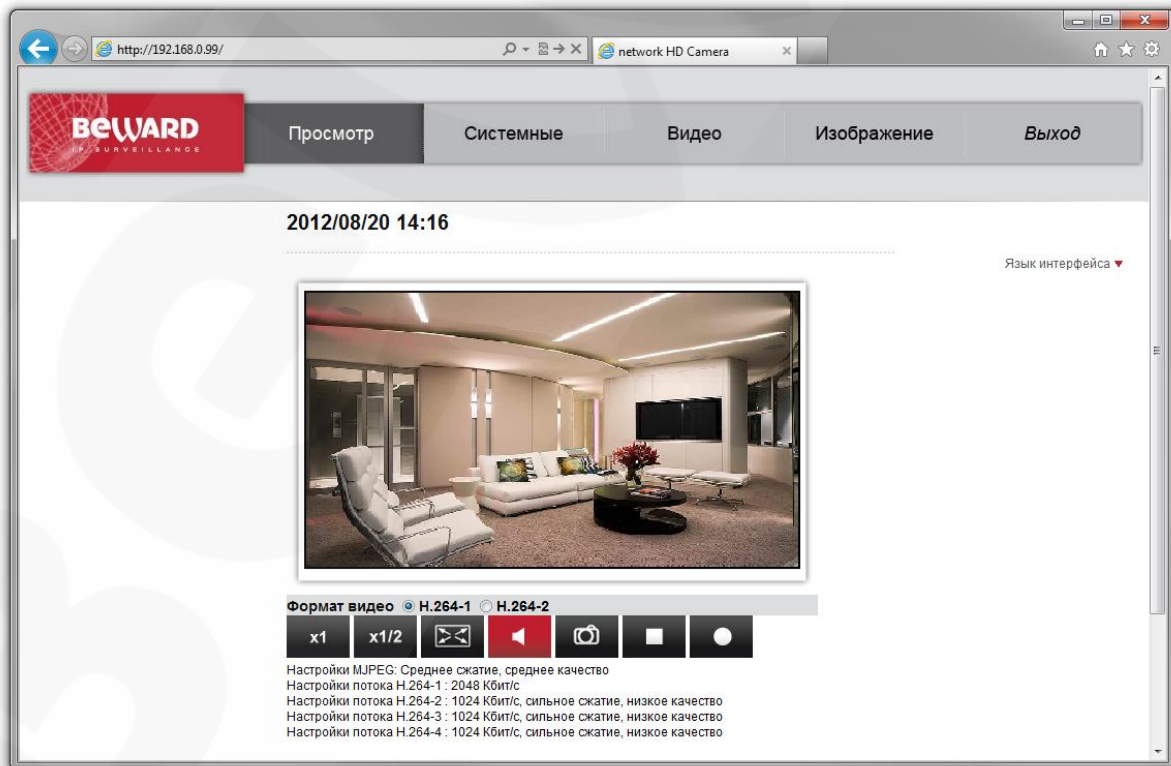 http://192.168.0.99/
network HD Camera
BEWARD
IP SURVEILLANCE
Просмотр
Системные
Видео
Изображение
Выход
2012/08/20 14:16
Язык интерфейса
Формат видео H.264-1 H.264-2
x1 x1/2
Настройки MJPEG: Среднее сжатие, среднее качество
Настройки потока H.264-1 : 2048 Кбит/с
Настройки потока H.264-2 : 1024 Кбит/с, сильное сжатие, низкое качество
Настройки потока H.264-3 : 1024 Кбит/с, сильное сжатие, низкое качество
Настройки потока H.264-4 : 1024 Кбит/с, сильное сжатие, низкое качество